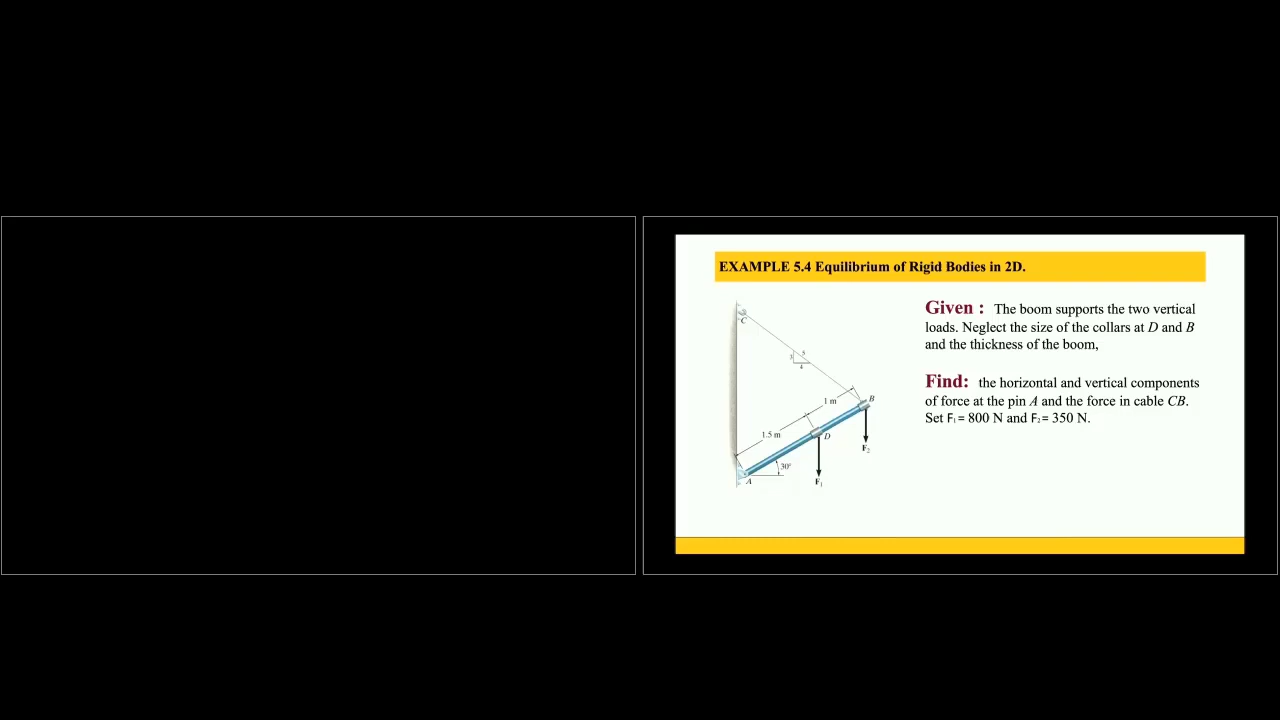 EXAMPLE 5.4 Equilibrium of Rigid Bodies in 2D.
C
3
5
4
1 m
B
1.5 m
D
F2
30°
A
F1
Given : The boom supports the two vertical
loads. Neglect the size of the collars at D and B
and the thickness of the boom,
Find: the horizontal and vertical components
of force at the pin A and the force in cable CB.
Set F1 = 800 N and F2 = 350 N.